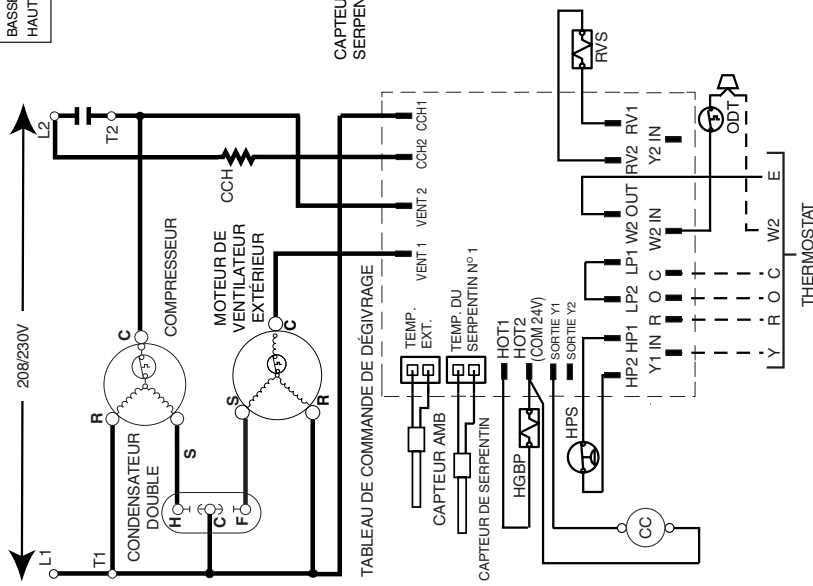 BASSE
HAUT
208/230V
L1
L2
T1
T2
COMPRESSEUR
C
R
S
CCH
MOTEUR DE
VENTILATEUR
EXTÉRIEUR
C
S
R
CONDENSATEUR
DOUBLE
H
C
F
CAPTEU
SERPEN
TABLEAU DE COMMANDE DE DÉGIVRAGE
VENT 1
VENT 2
CCH2
CCH1
TEMP.
EXT.
CAPTEUR AMB
TEMP. DU
SERPENTIN Nº 1
CAPTEUR DE SERPENTIN
HOT1
HOT2
(COM 24V)
SORTIE Y1
SORTIE Y2
HGBP
HPS
CC
HP2
HP1
LP2
LP1
W2 OUT
RV2
RV1
Y1 IN
R
O
C
W2 IN
Y2 IN
RVS
ODT
Y
R
O
C
W2
E
THERMOSTAT